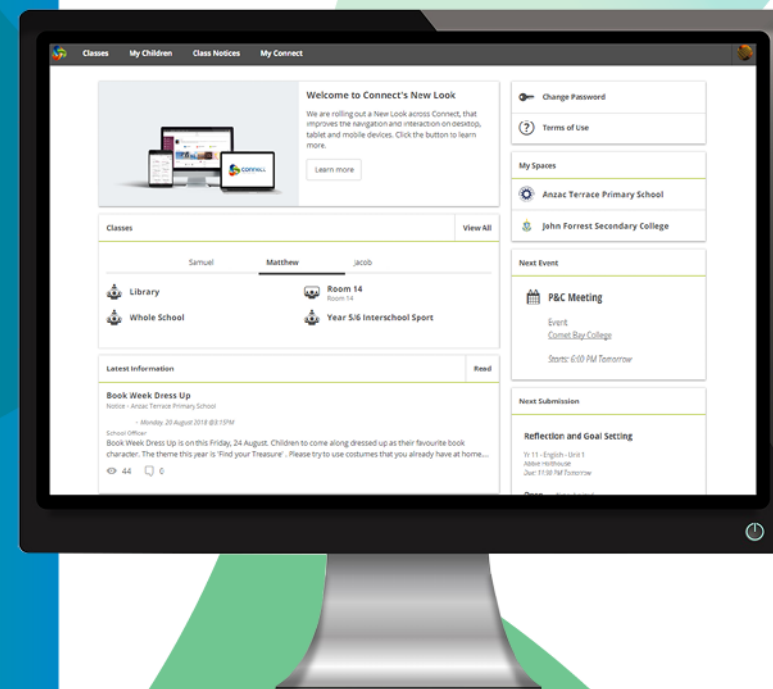 Classes My Children Class Notices My Connect
Welcome to Connect's New Look
We are rolling out a New Look across Connect, that
improves the navigation and interaction on desktop,
tablet and mobile devices. Click the button to learn
more.
CONNECT
Learn more
Classes View All
Samuel Matthew Jacob
Library
Room 14
Room 14
Whole School
Year 5/6 Interschool Sport
Latest Information Read
Book Week Dress Up
Notice - Anzac Terrace Primary School
- Monday, 20 August 2018 @3:15PM
School Officer
Book Week Dress Up is on this Friday, 24 August. Children to come along dressed up as their favourite book
character. The theme this year is 'Find your Treasure' . Please try to use costumes that you already have at home....
44 0
Change Password
Terms of Use
My Spaces
Anzac Terrace Primary School
John Forrest Secondary College
Next Event
P&C Meeting
Event
Comet Bay College
Starts: 6:00 PM Tomorrow
Next Submission
Reflection and Goal Setting
Yr 11 - English - Unit 1
Due: 11:30 PM Tomorrow